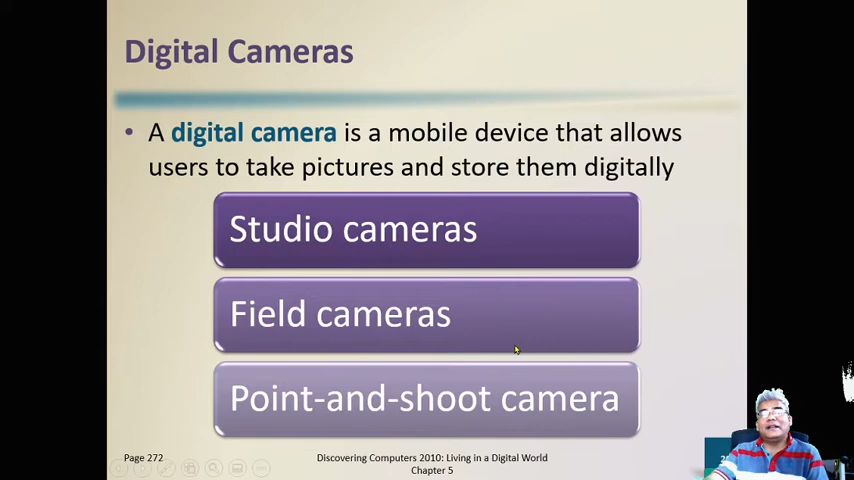 Digital Cameras
• A digital camera is a mobile device that allows
users to take pictures and store them digitally
Studio cameras
Field cameras
Point-and-shoot camera
Page 272
Discovering Computers 2010: Living in a Digital World
Chapter 5